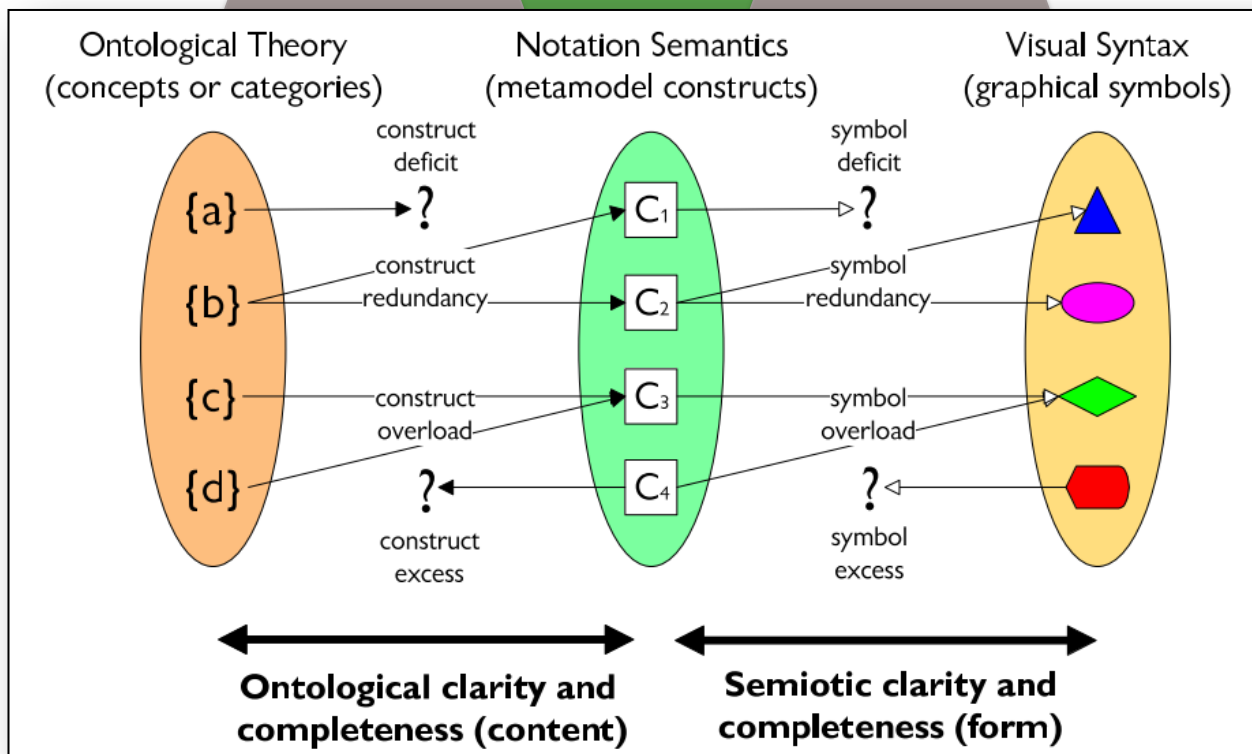 Ontological Theory
(concepts or categories)
Notation Semantics
(metamodel constructs)
Visual Syntax
(graphical symbols)
construct
deficit
symbol
deficit
{a}
?
C₁
?
construct
redundancy
symbol
redundancy
{b}
C₂
{c}
construct
overload
C₃
symbol
overload
{d}
?
C₄
?
construct
excess
symbol
excess
Ontological clarity and
completeness (content)
Semiotic clarity and
completeness (form)